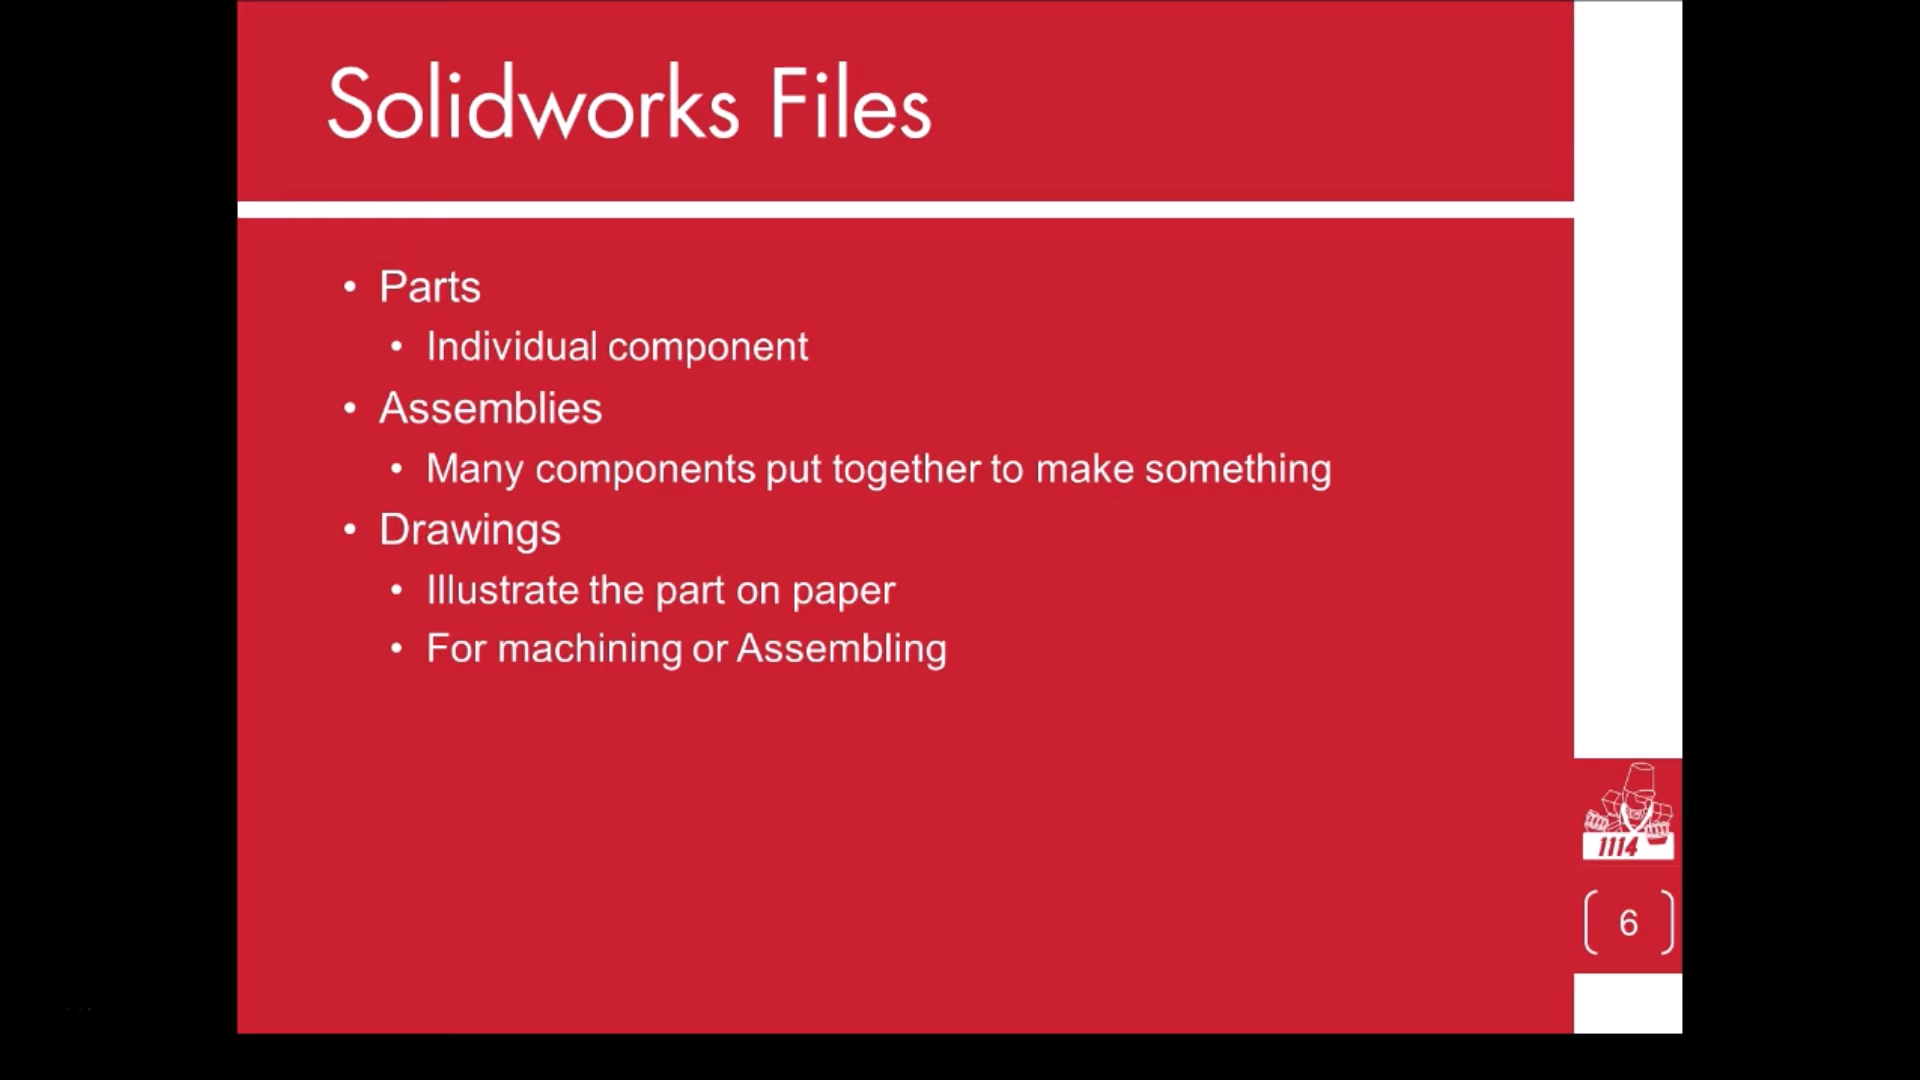 Solidworks Files
• Parts
• Individual component
• Assemblies
• Many components put together to make something
• Drawings
• Illustrate the part on paper
• For machining or Assembling
1114
6